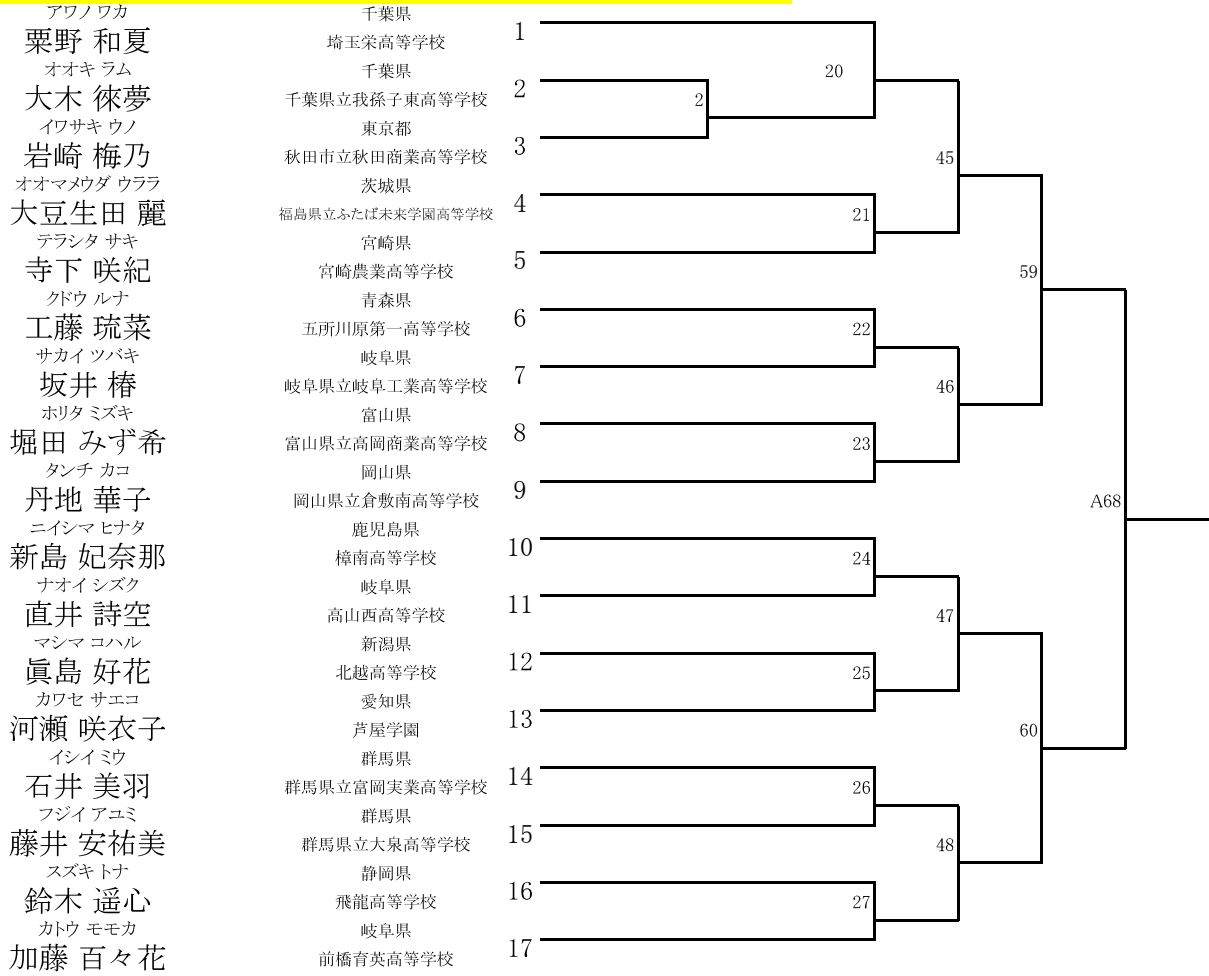 アワノ ワカ 千葉県
粟野 和夏 埼玉栄高等学校 1
オオキ ラム 千葉県 20
大木 徠夢 千葉県立我孫子東高等学校 2 2
イワサキ ウノ 東京都
岩崎 梅乃 秋田市立秋田商業高等学校 3 45
オオマメウダ ウララ 茨城県
大豆生田 麗 福島県立ふたば未来学園高等学校 4 21
テラシタ サキ 宮崎県
寺下 咲紀 宮崎農業高等学校 5 59
クドウ ルナ 青森県
工藤 琉菜 五所川原第一高等学校 6 22
サカイ ツバキ 岐阜県
坂井 椿 岐阜県立岐阜工業高等学校 7 46
ホリタ ミズキ 富山県
堀田 みず希 富山県立高岡商業高等学校 8 23
タンチ カコ 岡山県
丹地 華子 岡山県立倉敷南高等学校 9 A68
ニイシマ ヒナタ 鹿児島県
新島 妃奈那 樟南高等学校 10 24
ナオイ シズク 岐阜県
直井 詩空 高山西高等学校 11 47
マシマ コハル 新潟県
眞島 好花 北越高等学校 12 25
カワセ サエコ 愛知県
河瀬 咲衣子 芦屋学園 13 60
イシイ ミウ 群馬県
石井 美羽 群馬県立富岡実業高等学校 14 26
フジイ アユミ 群馬県
藤井 安祐美 群馬県立大泉高等学校 15 48
スズキ トナ 静岡県
鈴木 遥心 飛龍高等学校 16 27
カトウ モモカ 岐阜県
加藤 百々花 前橋育英高等学校 17